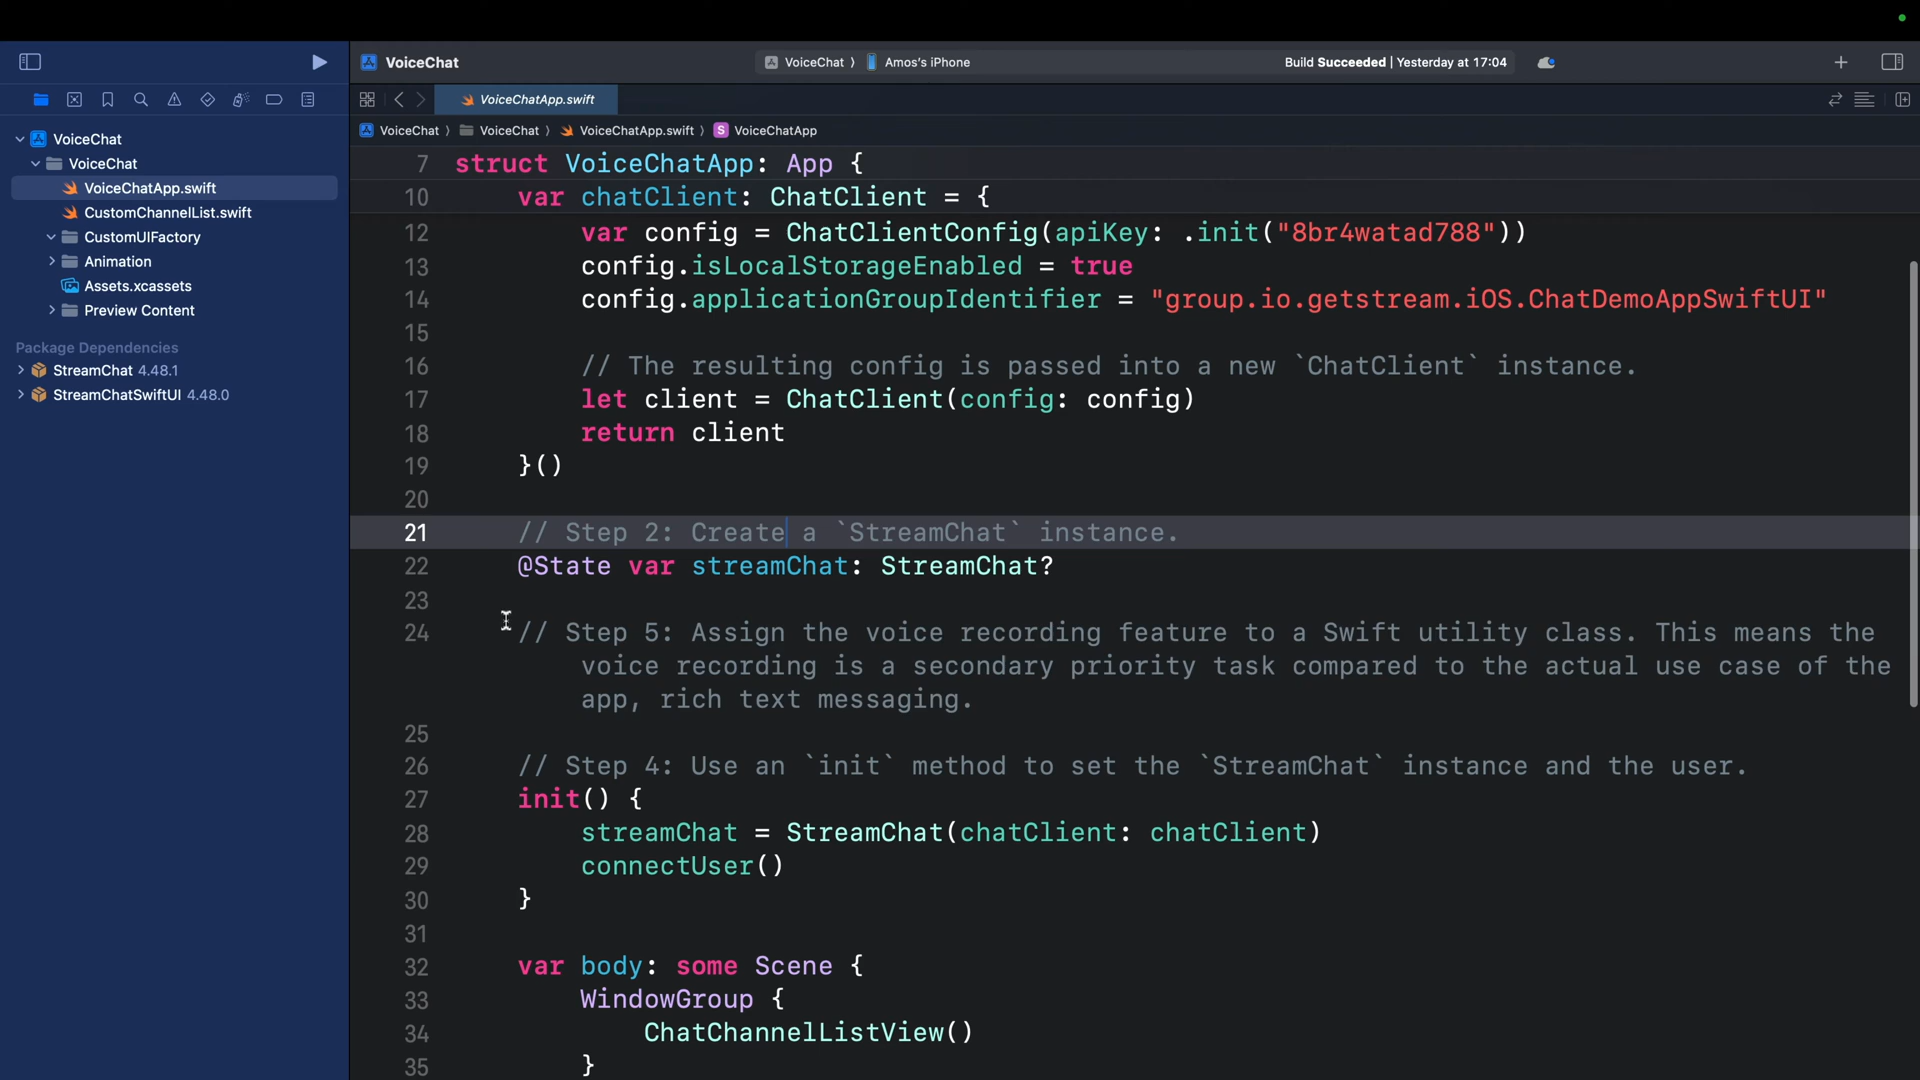 VoiceChat
VoiceChat 〉 Amos's iPhone
Build Succeeded | Yesterday at 17:04
VoiceChatApp.swift
VoiceChat 〉 VoiceChat 〉 VoiceChatApp.swift 〉 S VoiceChatApp
VoiceChat
VoiceChat
VoiceChatApp.swift
CustomChannelList.swift
CustomUIFactory
Animation
Assets.xcassets
Preview Content
Package Dependencies
StreamChat 4.48.1
StreamChatSwiftUI 4.48.0
7 struct VoiceChatApp: App {
10 var chatClient: ChatClient = {
12 var config = ChatClientConfig(apiKey: .init("8br4watad788"))
13 config.isLocalStorageEnabled = true
14 config.applicationGroupIdentifier = "group.io.getstream.iOS.ChatDemoAppSwiftUI"
15
16 // The resulting config is passed into a new `ChatClient` instance.
17 let client = ChatClient(config: config)
18 return client
19 }()
20
21 // Step 2: Create a `StreamChat` instance.
22 @State var streamChat: StreamChat?
23
24 // Step 5: Assign the voice recording feature to a Swift utility class. This means the
voice recording is a secondary priority task compared to the actual use case of the
app, rich text messaging.
25
26 // Step 4: Use an `init` method to set the `StreamChat` instance and the user.
27 init() {
28 streamChat = StreamChat(chatClient: chatClient)
29 connectUser()
30 }
31
32 var body: some Scene {
33 WindowGroup {
34 ChatChannelListView()
35 }